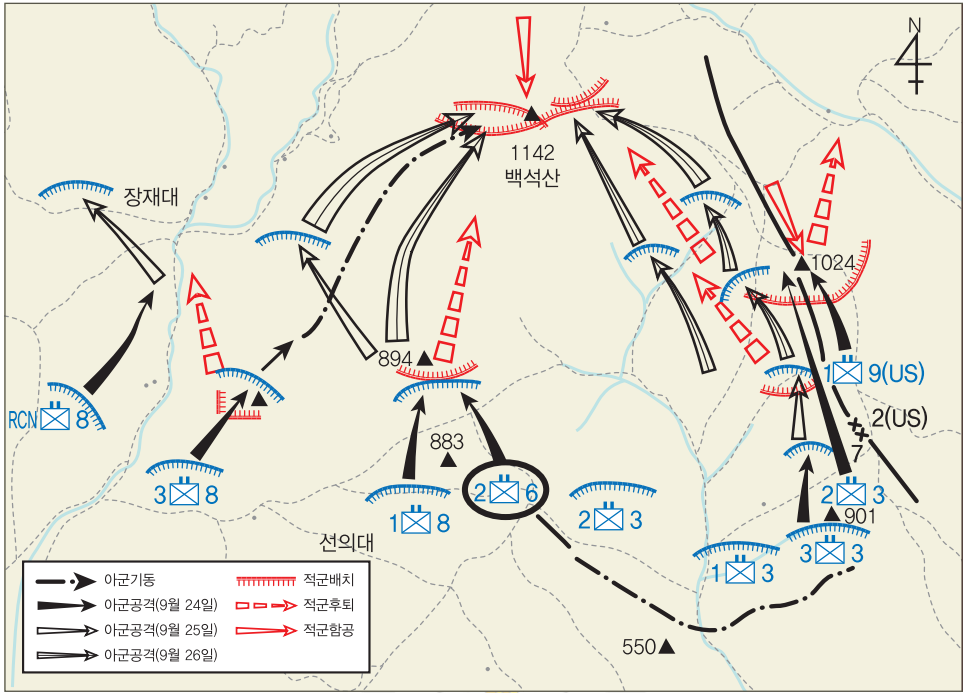 N
1142
백석산
장재대
1024
894
1 9(US)
RCN 8
2(US)
883
7
3 8
2 6
2 3
1 8
2 3
901
선의대
3 3
1 3
550
아군기동
아군공격(9월 24일)
아군공격(9월 25일)
아군공격(9월 26일)
적군배치
적군후퇴
적군함공